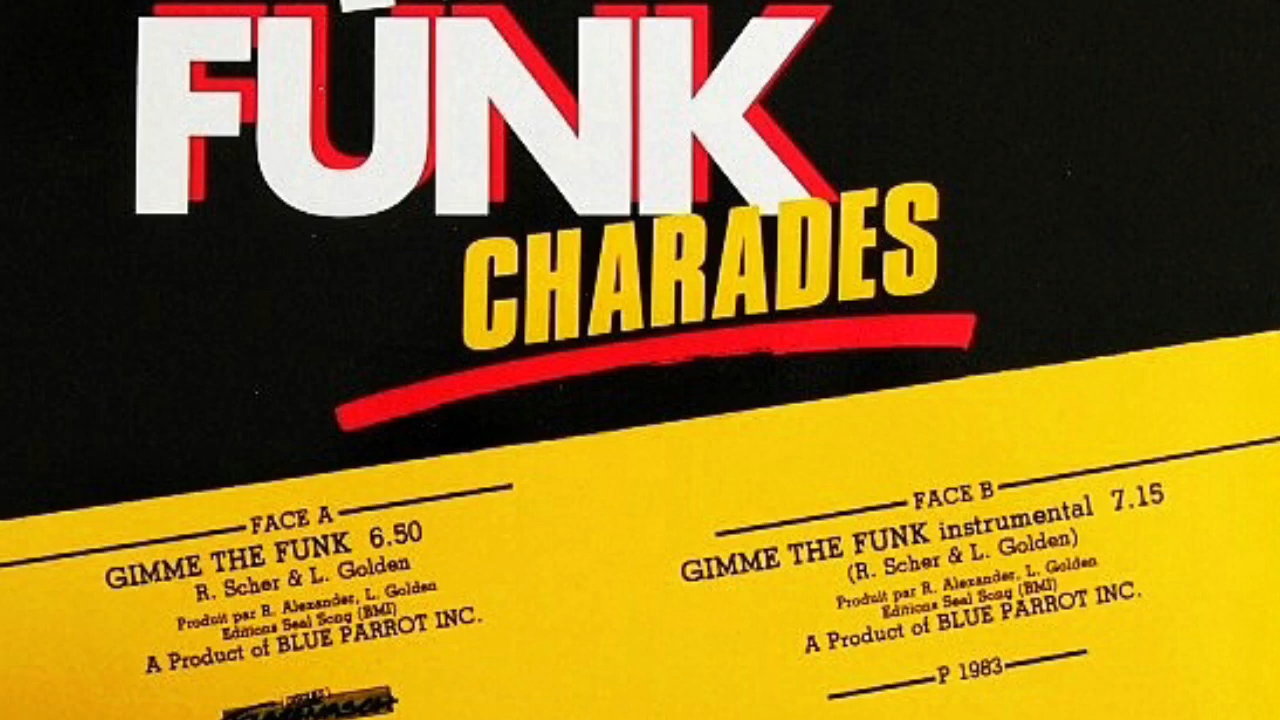 FUNK
CHARADES
FACE A
GIMME THE FUNK 6.50
R. Scher & L. Golden
Produit par R. Alexander, L. Golden
Editions Seal Song (BMI)
A Product of BLUE PARROT INC.
FACE B
GIMME THE FUNK instrumental 7.15
(R. Scher & L. Golden)
Produit par R. Alexander, L. Golden
Editions Seal Song (BMI)
A Product of BLUE PARROT INC.
P 1983